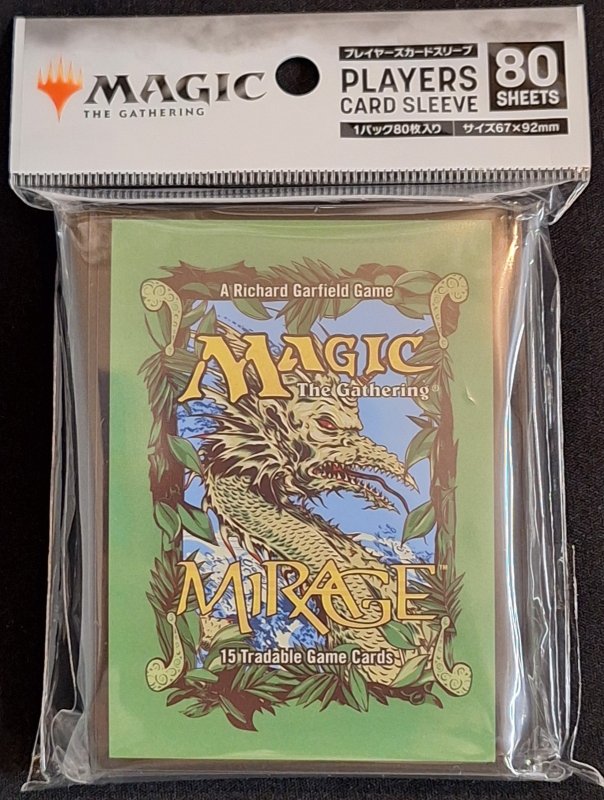 MAGIC
THE GATHERING
プレイヤーズカードスリーブ
PLAYERS
CARD SLEEVE
80
SHEETS
1パック80枚入り
サイズ67×92mm
A Richard Garfield Game
MAGIC
The Gathering®
MIRAGE™
15 Tradable Game Cards